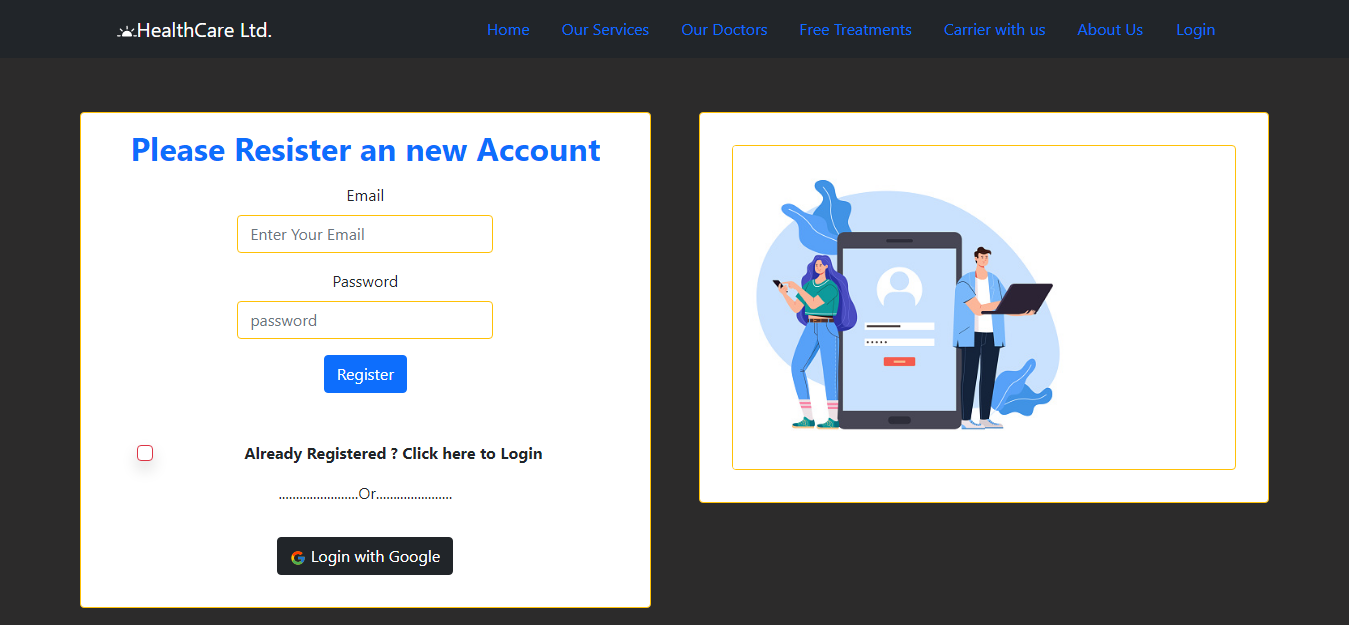 HealthCare Ltd. Home Our Services Our Doctors Free Treatments Carrier with us About Us Login
Please Resister an new Account
Email
Enter Your Email
Password
password
Register
Already Registered ? Click here to Login
.......................Or......................
Login with Google